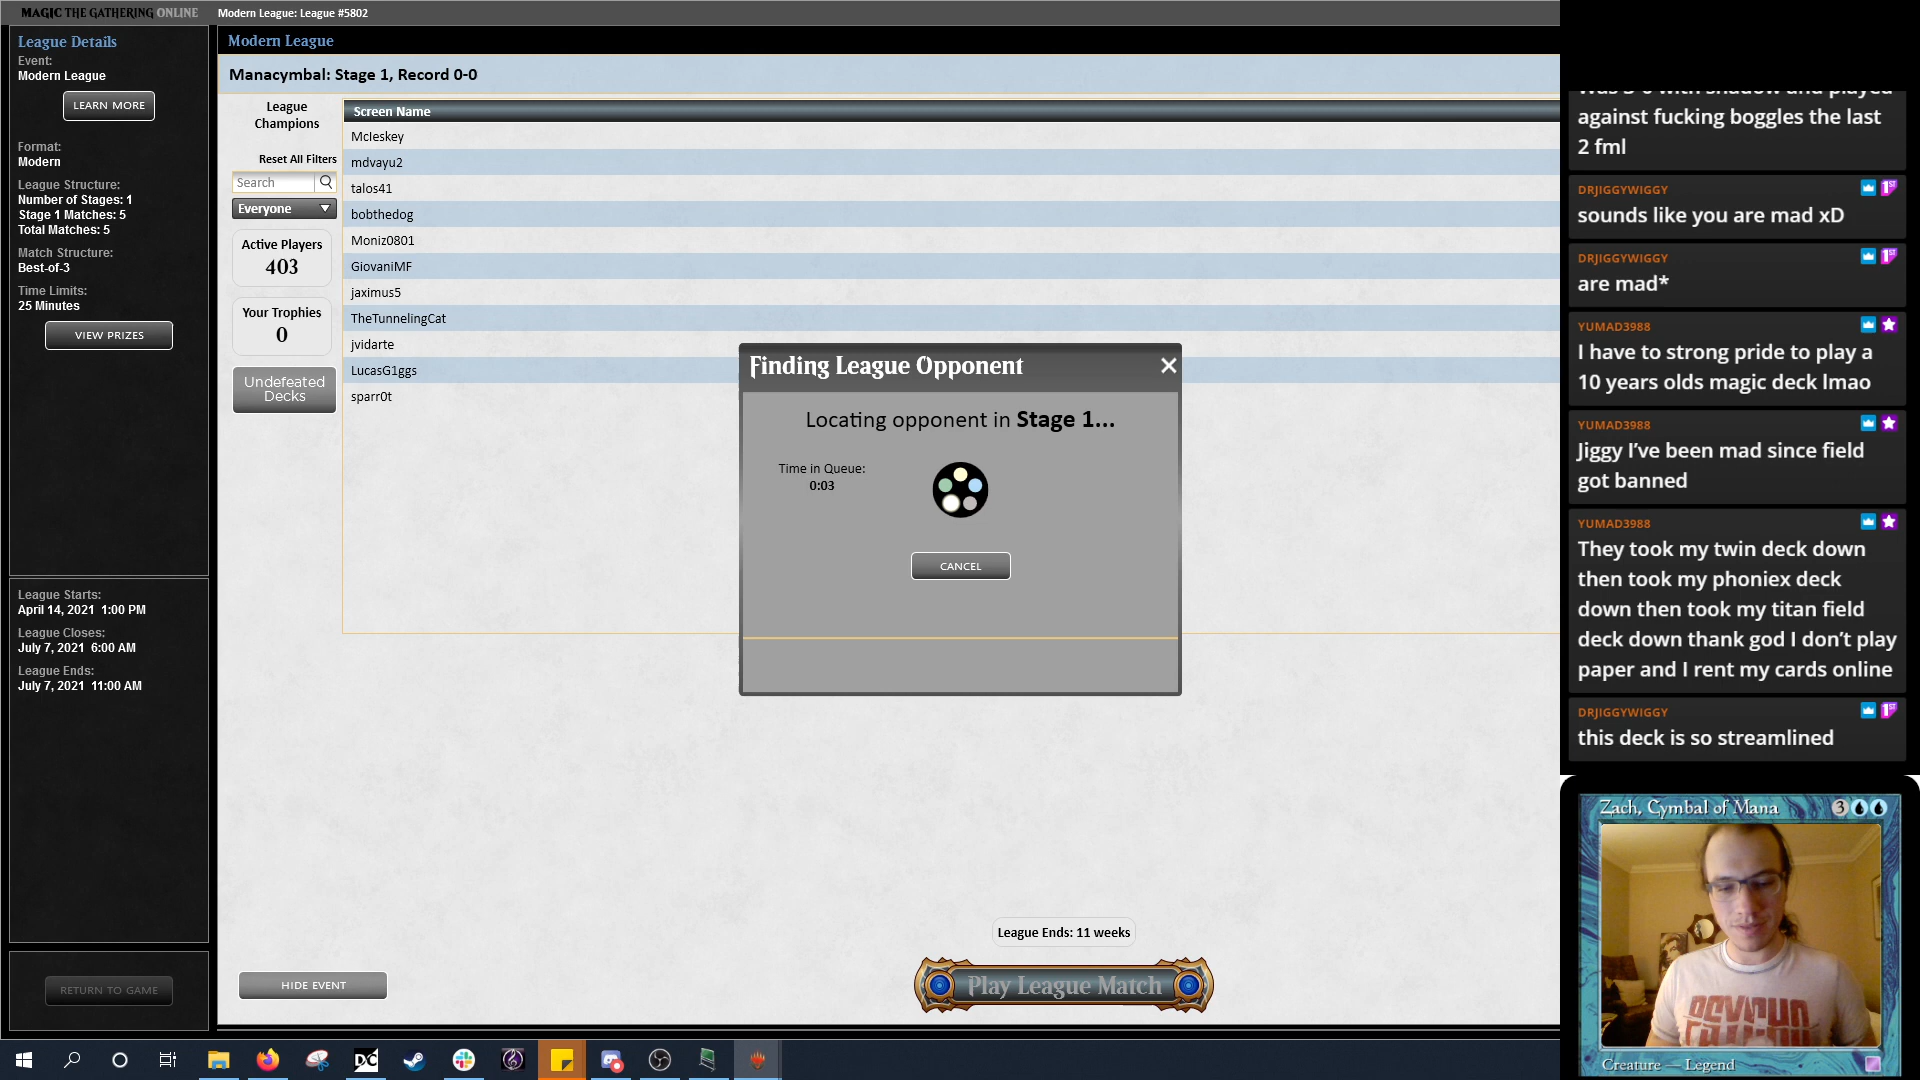 MAGIC THE GATHERING ONLINE
Modern League: League #5802
League Details
Event:
Modern League
LEARN MORE
Format:
Modern
League Structure:
Number of Stages: 1
Stage 1 Matches: 5
Total Matches: 5
Match Structure:
Best-of-3
Time Limits:
25 Minutes
VIEW PRIZES
League Starts:
April 14, 2021 1:00 PM
League Closes:
July 7, 2021 6:00 AM
League Ends:
July 7, 2021 11:00 AM
RETURN TO GAME
Modern League
Manacymbal: Stage 1, Record 0-0
League
Champions
Reset All Filters
Search
Everyone
Active Players
403
Your Trophies
0
Undefeated
Decks
Screen Name
McIeskey
mdvayu2
talos41
bobthedog
Moniz0801
GiovaniMF
jaximus5
TheTunnelingCat
jvidarte
LucasG1ggs
sparr0t
Finding League Opponent
Locating opponent in Stage 1...
Time in Queue:
0:03
CANCEL
League Ends: 11 weeks
HIDE EVENT
Play League Match
with shadow and played
against fucking boggles the last
2 fml
DRJIGGYWIGGY
sounds like you are mad xD
DRJIGGYWIGGY
are mad*
YUMAD3988
I have to strong pride to play a
10 years olds magic deck lmao
YUMAD3988
Jiggy I've been mad since field
got banned
YUMAD3988
They took my twin deck down
then took my phoniex deck
down then took my titan field
deck down thank god I don't play
paper and I rent my cards online
DRJIGGYWIGGY
this deck is so streamlined
Zach, Cymbal of Mana
3
PSYCHO
Creature — Legend
DC